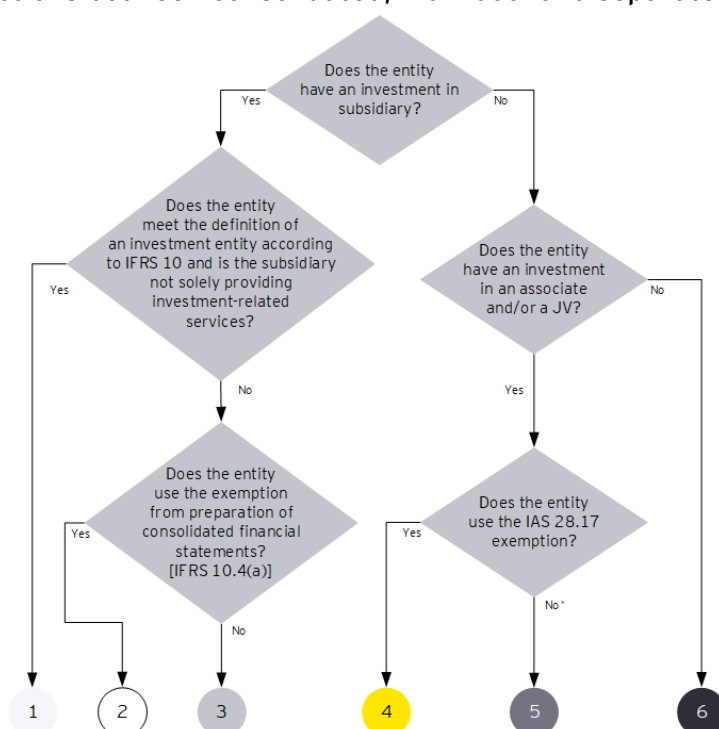 Does the entity
have an investment in
subsidiary?
Yes
No
Does the entity
meet the definition of
an investment entity according
to IFRS 10 and is the subsidiary
not solely providing
investment-related
services?
Does the entity
have an investment
in an associate
and/or a JV?
Yes
No
No
Yes
Does the entity
use the exemption
from preparation of
consolidated financial
statements?
[IFRS 10.4(a)]
Does the entity
use the IAS 28.17
exemption?
Yes
Yes
No
No*
1
2
3
4
5
6